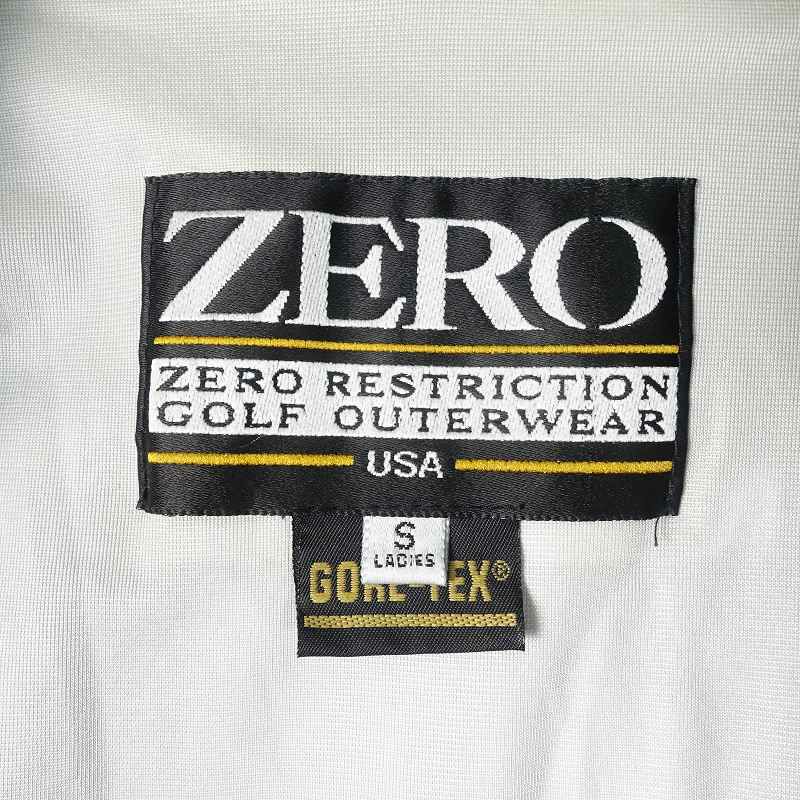 ZERO
ZERO RESTRICTION
GOLF OUTERWEAR
USA
S
LADIES
GORE-TEX®